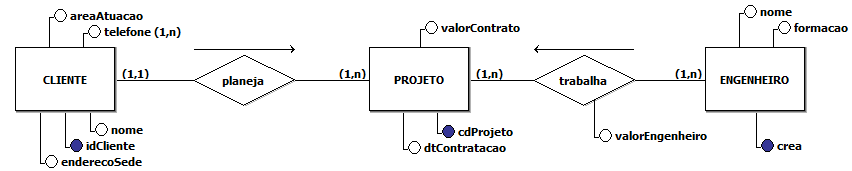 areaAtuacao
telefone (1,n)
CLIENTE
(1,1)
planeja
(1,n)
nome
idCliente
enderecoSede
valorContrato
PROJETO
(1,n)
cdProjeto
dtContratacao
trabalha
(1,n)
valorEngenheiro
nome
formacao
ENGENHEIRO
crea